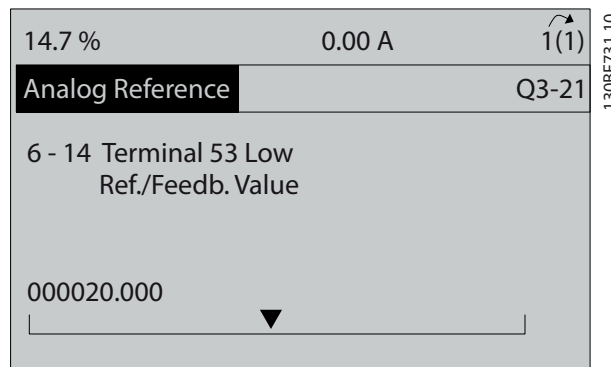 14.7 % 0.00 A 1(1)
Analog Reference Q3-21
6 - 14 Terminal 53 Low
Ref./Feedb. Value
000020.000
130BF731.10